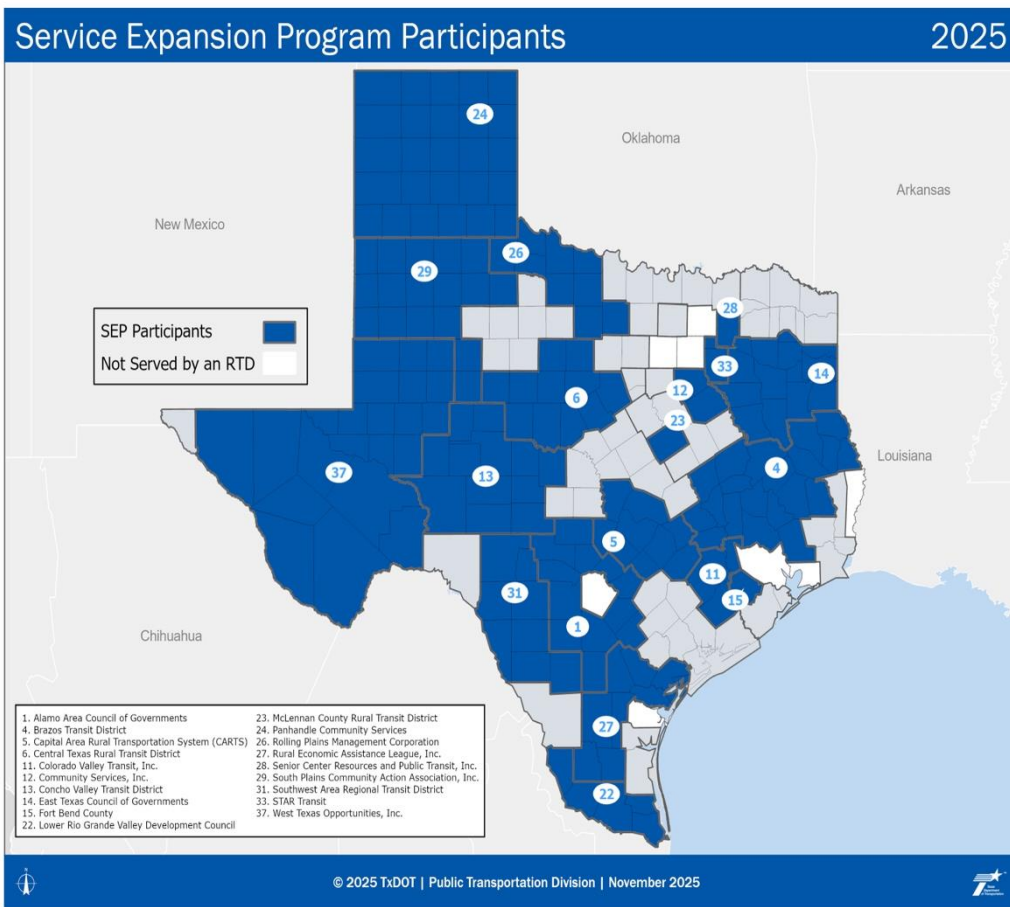 Service Expansion Program Participants 2025
24
Oklahoma
Arkansas
New Mexico
26
29
28
SEP Participants
Not Served by an RTD
33
14
12
6
23
Louisiana
4
37
13
5
11
31
15
1
Chihuahua
27
22
1. Alamo Area Council of Governments
4. Brazos Transit District
5. Capital Area Rural Transportation System (CARTS)
6. Central Texas Rural Transit District
11. Colorado Valley Transit, Inc.
12. Community Services, Inc.
13. Concho Valley Transit District
14. East Texas Council of Governments
15. Fort Bend County
22. Lower Rio Grande Valley Development Council
23. McLennan County Rural Transit District
24. Panhandle Community Services
26. Rolling Plains Management Corporation
27. Rural Economic Assistance League, Inc.
28. Senior Center Resources and Public Transit, Inc.
29. South Plains Community Action Association, Inc.
31. Southwest Area Regional Transit District
33. STAR Transit
37. West Texas Opportunities, Inc.
© 2025 TxDOT | Public Transportation Division | November 2025